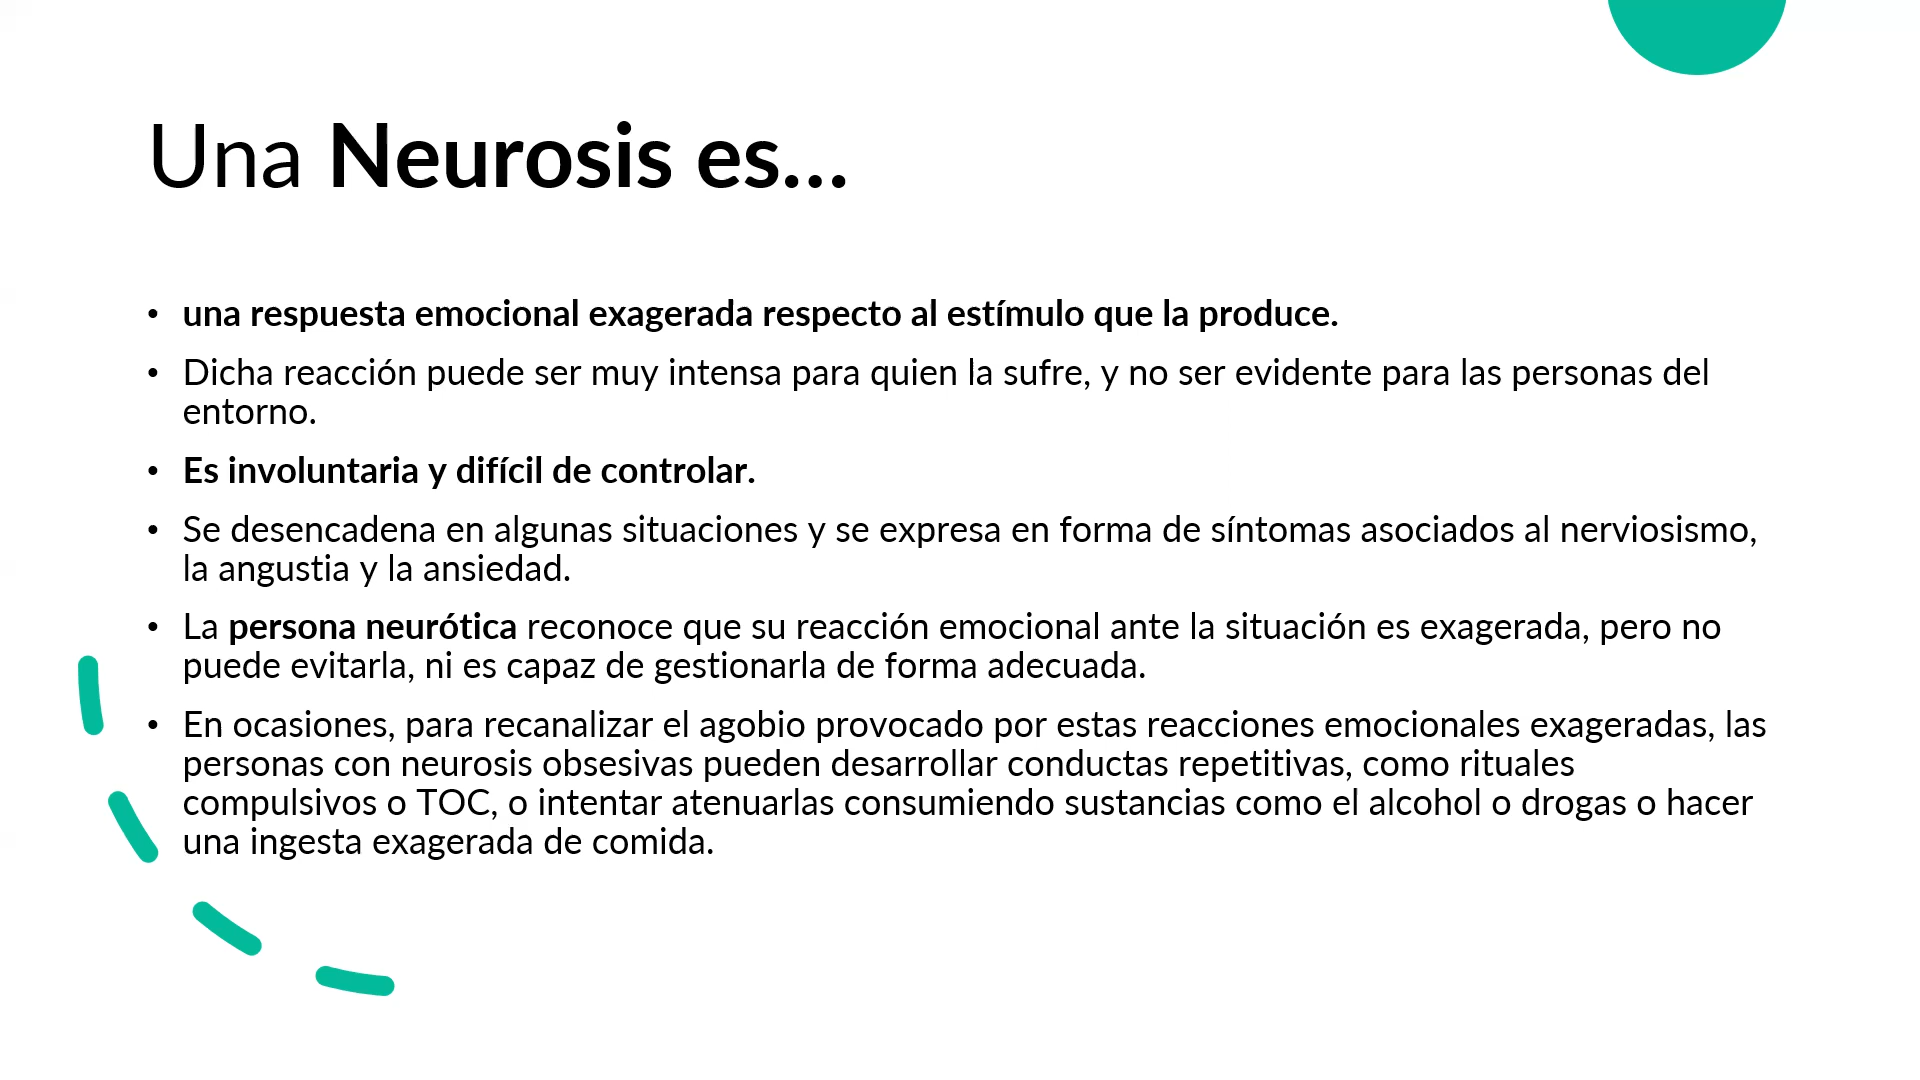 Una Neurosis es...
• una respuesta emocional exagerada respecto al estímulo que la produce.
• Dicha reacción puede ser muy intensa para quien la sufre, y no ser evidente para las personas del
entorno.
• Es involuntaria y difícil de controlar.
• Se desencadena en algunas situaciones y se expresa en forma de síntomas asociados al nerviosismo,
la angustia y la ansiedad.
• La persona neurótica reconoce que su reacción emocional ante la situación es exagerada, pero no
puede evitarla, ni es capaz de gestionarla de forma adecuada.
• En ocasiones, para recanalizar el agobio provocado por estas reacciones emocionales exageradas, las
personas con neurosis obsesivas pueden desarrollar conductas repetitivas, como rituales
compulsivos o TOC, o intentar atenuarlas consumiendo sustancias como el alcohol o drogas o hacer
una ingesta exagerada de comida.